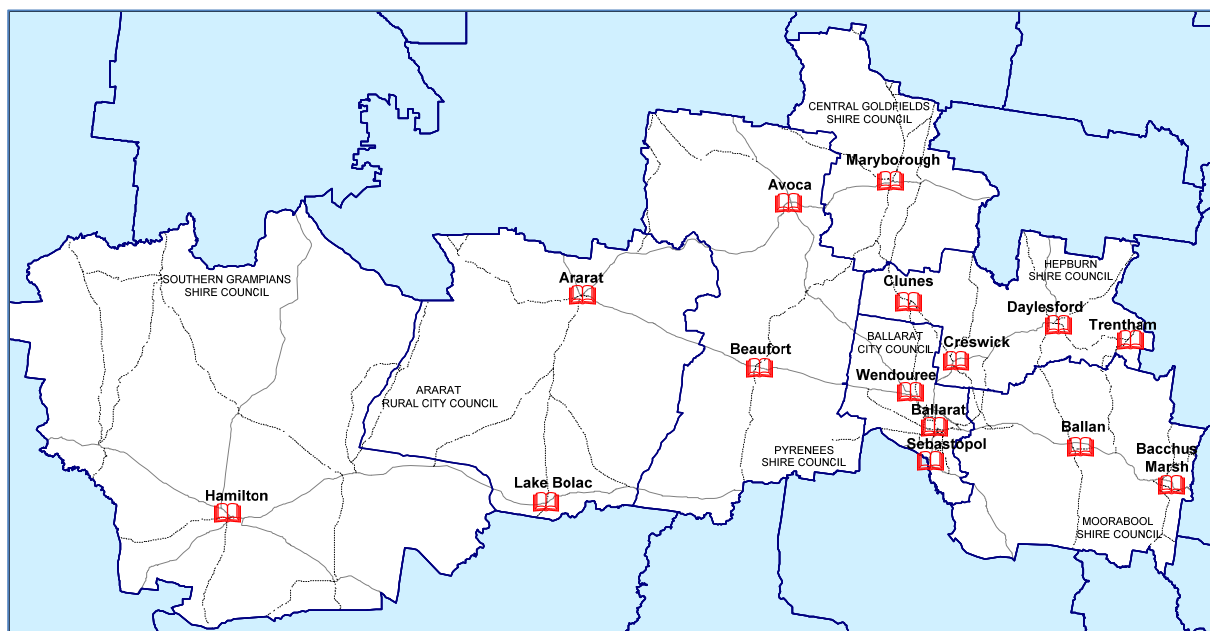 CENTRAL GOLDFIELDS
SHIRE COUNCIL
Maryborough
Avoca
SOUTHERN GRAMPIANS
SHIRE COUNCIL
Ararat
Clunes
HEPBURN
SHIRE COUNCIL
Daylesford
Trentham
BALLARAT
CITY COUNCIL
Creswick
Beaufort
Wendouree
ARARAT
RURAL CITY COUNCIL
Ballarat
Sebastopol
Ballan
Bacchus
Marsh
PYRENEES
SHIRE COUNCIL
Lake Bolac
Hamilton
MOORABOOL
SHIRE COUNCIL